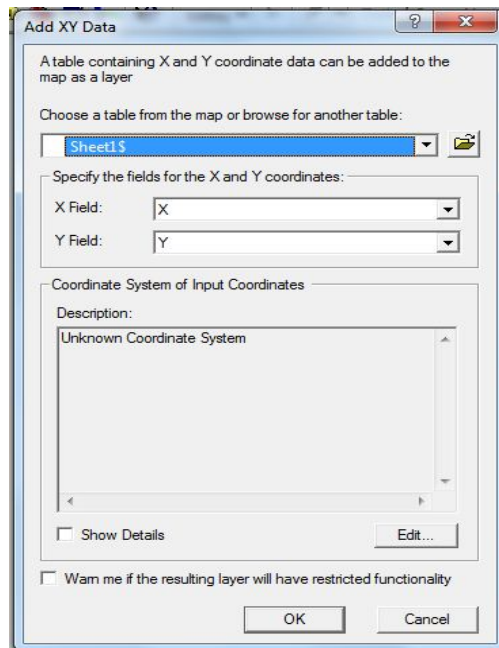 Add XY Data
?
A table containing X and Y coordinate data can be added to the
map as a layer
Choose a table from the map or browse for another table:
Sheet1$
Specify the fields for the X and Y coordinates:
X Field: X
Y Field: Y
Coordinate System of Input Coordinates
Description:
Unknown Coordinate System
Show Details
Edit...
Warn me if the resulting layer will have restricted functionality
OK
Cancel